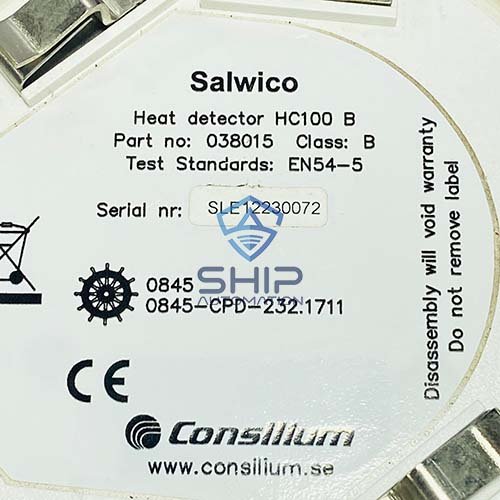 Salwico
Heat detector HC100 B
Part no: 038015 Class: B
Test Standards: EN54-5
Serial nr: SLE12230072
0845
0845-CPD-232.1711
SHIP
AUTOMATION
CE
Consilium
www.consilium.se
Disassembly will void warranty
Do not remove label